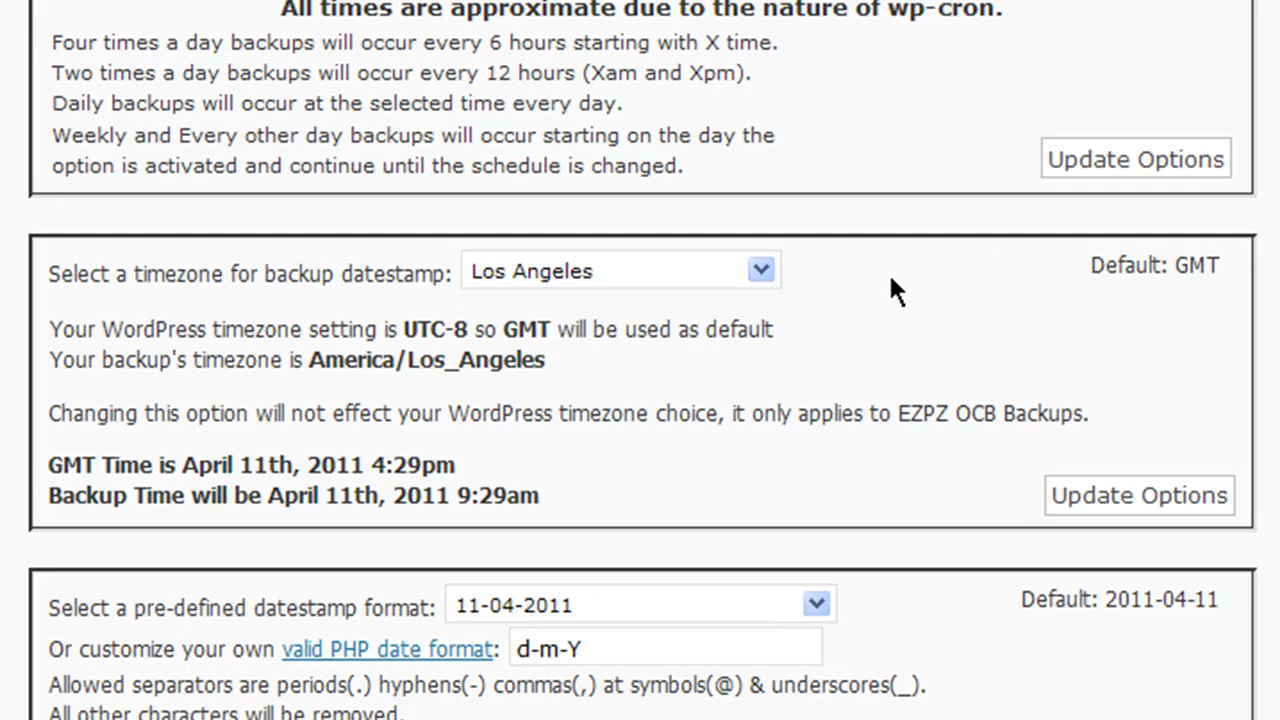 All times are approximate due to the nature of wp-cron.
Four times a day backups will occur every 6 hours starting with X time.
Two times a day backups will occur every 12 hours (Xam and Xpm).
Daily backups will occur at the selected time every day.
Weekly and Every other day backups will occur starting on the day the
option is activated and continue until the schedule is changed.
Update Options
Select a timezone for backup datestamp: Los Angeles
Default: GMT
Your WordPress timezone setting is UTC-8 so GMT will be used as default
Your backup's timezone is America/Los_Angeles
Changing this option will not effect your WordPress timezone choice, it only applies to EZPZ OCB Backups.
GMT Time is April 11th, 2011 4:29pm
Backup Time will be April 11th, 2011 9:29am
Update Options
Select a pre-defined datestamp format: 11-04-2011
Default: 2011-04-11
Or customize your own valid PHP date format: d-m-Y
Allowed separators are periods(.) hyphens(-) commas(,) at symbols(@) & underscores(_).
All other characters will be removed.